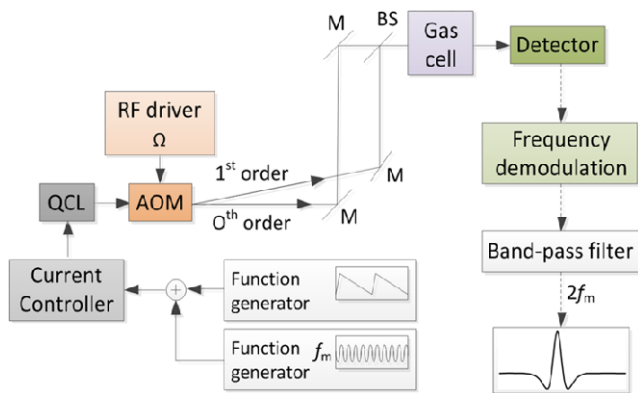 M
BS
Gas
cell
Detector
RF driver
Ω
Frequency
demodulation
1st order
M
QCL
AOM
0th order
M
Band-pass filter
Current
Controller
Function
generator
2fm
Function
generator
fm